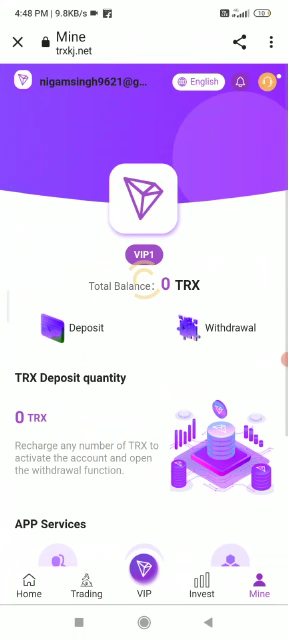 4:48 PM | 9.8KB/s
10
Mine
trxkj.net
nigamsingh9621@g...
English
VIP1
Total Balance: 0 TRX
Deposit
Withdrawal
TRX Deposit quantity
0 TRX
Recharge any number of TRX to
activate the account and open
the withdrawal function.
APP Services
Home
Trading
VIP
Invest
Mine